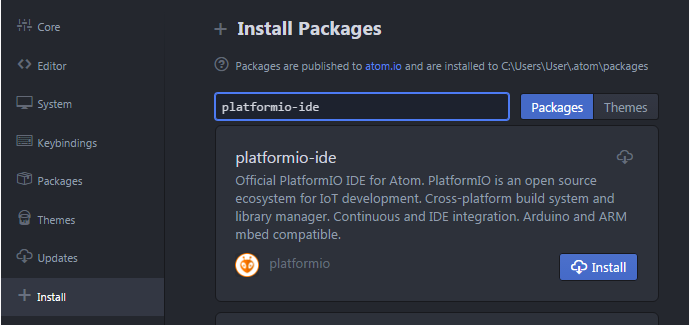 Core
Editor
System
Keybindings
Packages
Themes
Updates
Install
Install Packages
Packages are published to atom.io and are installed to C:\Users\User\.atom\packages
platformio-ide
Packages
Themes
platformio-ide
Official PlatformIO IDE for Atom. PlatformIO is an open source
ecosystem for IoT development. Cross-platform build system and
library manager. Continuous and IDE integration. Arduino and ARM
mbed compatible.
platformio
Install